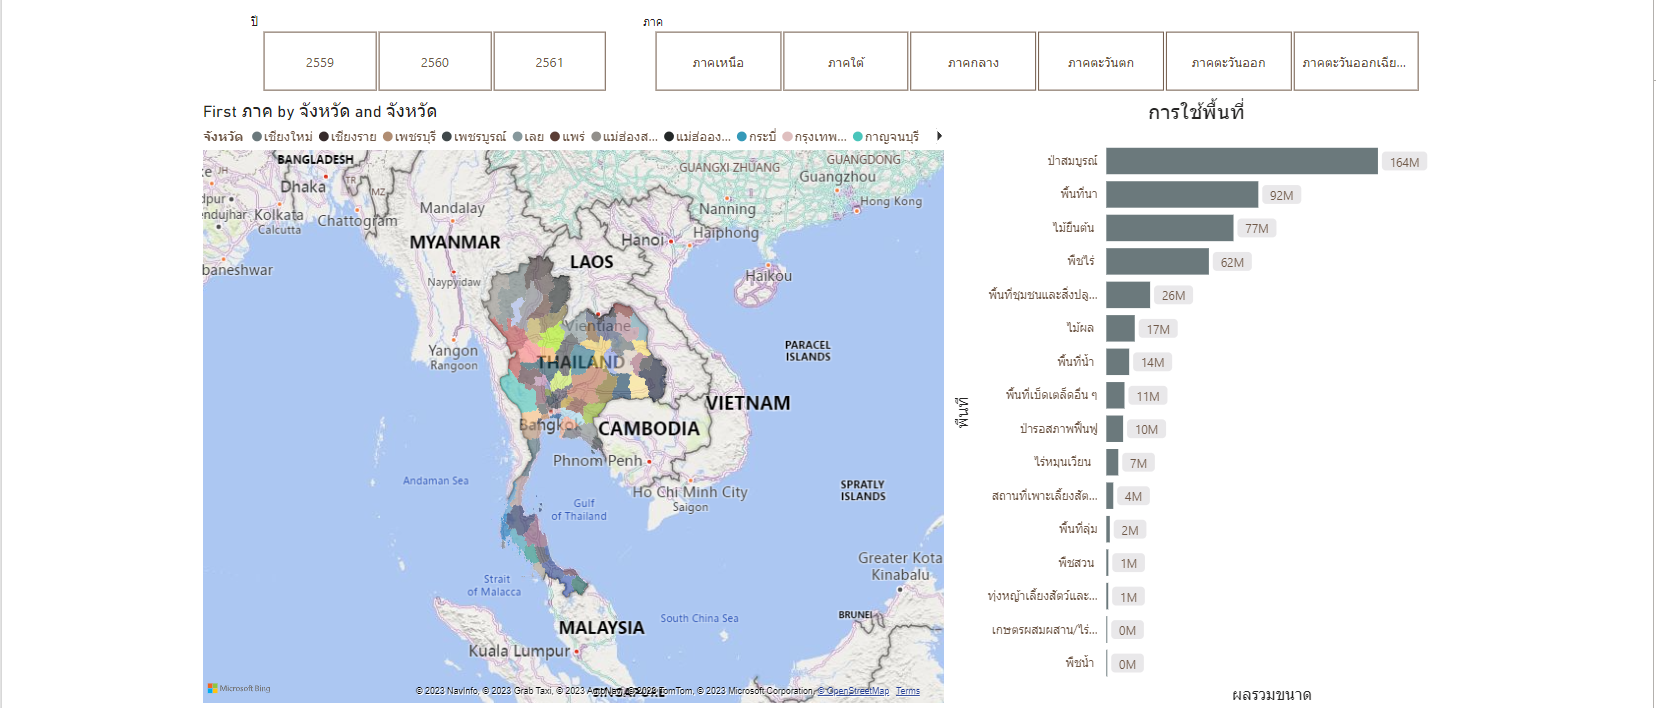 ปี
ภาค
2559
2560
2561
ภาคเหนือ
ภาคใต้
ภาคกลาง
ภาคตะวันตก
ภาคตะวันออก
ภาคตะวันออกเฉีย...
First ภาค by จังหวัด and จังหวัด
จังหวัด
เชียงใหม่
เชียงราย
เพชรบุรี
เพชรบูรณ์
เลย
แพร่
แม่ฮ่องส...
แม่ฮ่ออง...
กระบี่
กรุงเทพ...
กาญจนบุรี
BANGLADESH
JH
Dhaka
TR
MZ
Kolkata
Calcutta
Chattogram
Mandalay
MYANMAR
Naypyidaw
baneshwar
Yangon
Rangoon
GUANGXI ZHUANG
GUANGDONG
Guangzhou
Nanning
Hong Kong
Hanoi
Haiphong
LAOS
Haikou
Vientiane
THAILAND
PARACEL
ISLANDS
VIETNAM
Bangkok
CAMBODIA
Phnom Penh
Ho Chi Minh City
Saigon
Andaman Sea
Gulf
of Thailand
SPRATLY
ISLANDS
Greater Kota
Kinabalu
Strait
of Malacca
South China Sea
BRUNEI
MALAYSIA
Kuala Lumpur
SINGAPORE
Microsoft Bing
© 2023 NavInfo, © 2023 Grab Taxi, © 2023 AutoNavi, © 2023 TomTom, © 2023 Microsoft Corporation, © OpenStreetMap Terms
การใช้พื้นที่
พื้นที่
ป่าสมบูรณ์ 164M
พื้นที่นา 92M
ไม้ยืนต้น 77M
พืชไร่ 62M
พื้นที่ชุมชนและสิ่งปลู... 26M
ไม้ผล 17M
พื้นที่น้ำ 14M
พื้นที่เบ็ดเตล็ดอื่น ๆ 11M
ป่ารอสภาพฟื้นฟู 10M
ไร่หมุนเวียน 7M
สถานที่เพาะเลี้ยงสัต... 4M
พื้นที่ลุ่ม 2M
พืชสวน 1M
ทุ่งหญ้าเลี้ยงสัตว์และ... 1M
เกษตรผสมผสาน/ไร่... 0M
พืชน้ำ 0M
ผลรวมขนาด